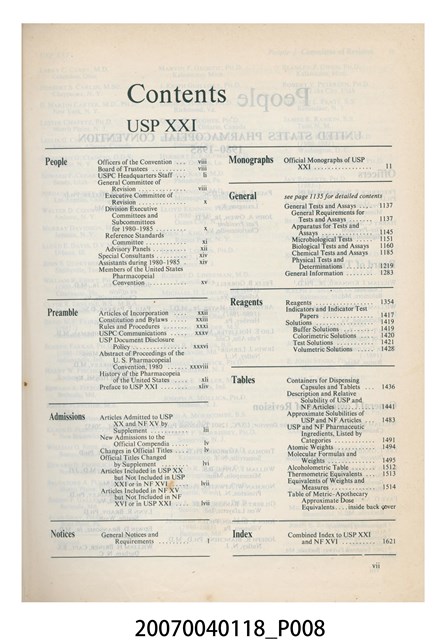 Contents
USP XXI
People
Officers of the Convention ...... viii
Board of Trustees ...... viii
USPC Headquarters Staff ...... li
General Committee of
Revision ...... viii
Executive Committee of
Revision ...... x
Division Executive
Committees and
Subcommittees
for 1980–1985 ...... x
Reference Standards
Committee ...... xi
Advisory Panels ...... xii
Special Consultants ...... xiv
Assistants during 1980-1985 .. xiv
Members of the United States
Pharmacopeial
Convention ...... xv
Preamble
Articles of Incorporation ...... xxii
Constitution and Bylaws ...... xxiii
Rules and Procedures ...... xxxi
USPC Communications ...... xxxv
USP Document Disclosure
Policy ...... xxxvi
Abstract of Proceedings of the
U. S. Pharmacopeial
Convention, 1980 ...... xxxviii
History of the Pharmacopeia
of the United States ...... xli
Preface to USP XXI ...... xliv
Admissions
Articles Admitted to USP
XX and NF XV by
Supplement ...... liii
New Admissions to the
Official Compendia ...... lv
Changes in Official Titles ...... lv
Official Titles Changed
by Supplement ...... lvi
Articles Included in USP XX
but Not Included in USP
XXI or in NF XVI ...... lvii
Articles Included in NF XV
but Not Included in NF
XVI or in USP XXI ...... lvii
Notices
General Notices and
Requirements ...... 1
Monographs
Official Monographs of USP
XXI ...... 11
General
see page 1135 for detailed contents
General Tests and Assays ...... 1137
General Requirements for
Tests and Assays ...... 1137
Apparatus for Tests and
Assays ...... 1145
Microbiological Tests ...... 1151
Biological Tests and Assays 1160
Chemical Tests and Assays 1185
Physical Tests and
Determinations ...... 1219
General Information ...... 1283
Reagents
Reagents ...... 1354
Indicators and Indicator Test
Papers ...... 1417
Solutions ...... 1419
Buffer Solutions ...... 1419
Colorimetric Solutions ...... 1420
Test Solutions ...... 1421
Volumetric Solutions ...... 1428
Tables
Containers for Dispensing
Capsules and Tablets ...... 1436
Description and Relative
Solubility of USP and
NF Articles ...... 1441
Approximate Solubilities of
USP and NF Articles ...... 1483
USP and NF Pharmaceutic
Ingredients, Listed by
Categories ...... 1491
Atomic Weights ...... 1494
Molecular Formulas and
Weights ...... 1495
Alcoholometric Table ...... 1512
Thermometric Equivalents ...... 1513
Equivalents of Weights and
Measures ...... 1514
Table of Metric–Apothecary
Approximate Dose
Equivalents .... inside back cover
Index
Combined Index to USP XXI
and NF XVI ...... 1621
vii
20070040118_P008